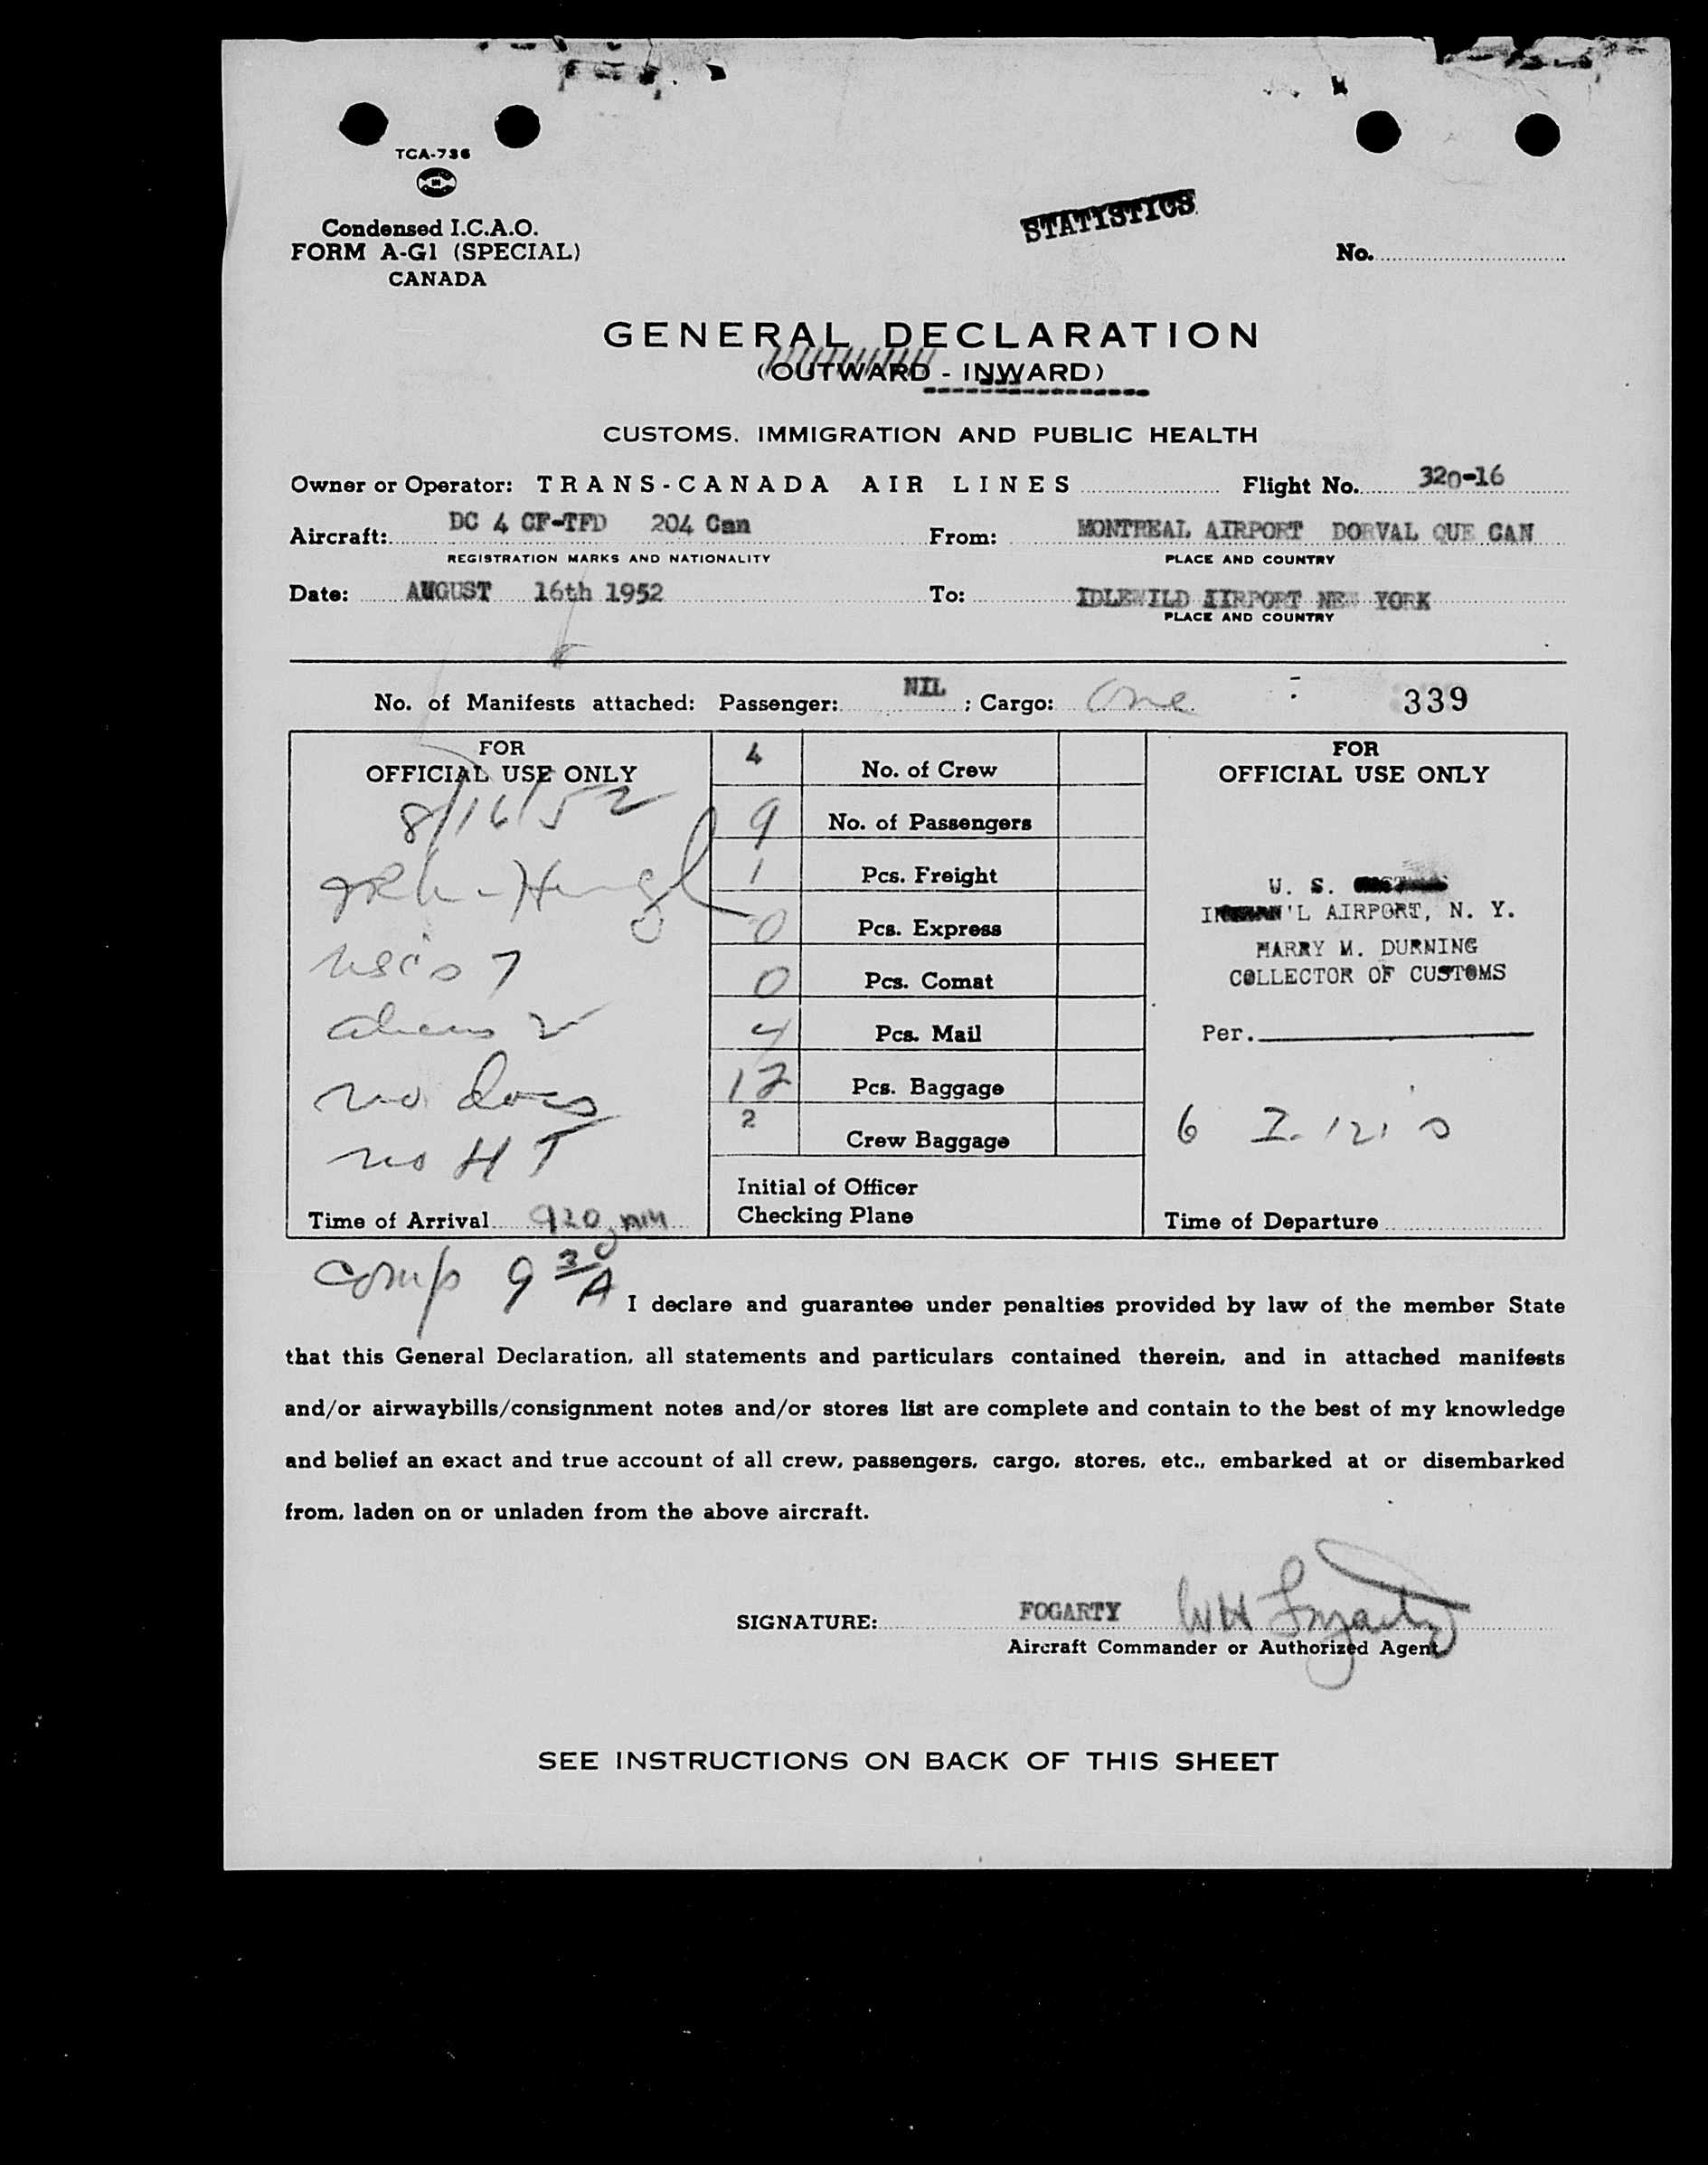 TCA-736
Condensed I.C.A.O.
FORM A-G1 (SPECIAL)
CANADA
STATISTICS
No.
GENERAL DECLARATION
(OUTWARD - INWARD)
CUSTOMS, IMMIGRATION AND PUBLIC HEALTH
Owner or Operator: TRANS-CANADA AIR LINES Flight No. 320-16
Aircraft: DC 4 CF-TFD 204 Can From: MONTREAL AIRPORT DORVAL QUE CAN
REGISTRATION MARKS AND NATIONALITY PLACE AND COUNTRY
Date: AUGUST 16th 1952 To: IDLEWILD AIRPORT NEW YORK
PLACE AND COUNTRY
No. of Manifests attached: Passenger: NIL ; Cargo: One 339
FOR
OFFICIAL USE ONLY
8/16/52
usc's 7
aliens 2
no docs
no HT
Time of Arrival 920
4 No. of Crew
9 No. of Passengers
1 Pcs. Freight
0 Pcs. Express
0 Pcs. Comat
4 Pcs. Mail
12 Pcs. Baggage
2 Crew Baggage
Initial of Officer
Checking Plane
FOR
OFFICIAL USE ONLY
U. S.
'L AIRPORT, N. Y.
HARRY M. DURNING
COLLECTOR OF CUSTOMS
Per.
6 I-121's
Time of Departure
comp 9 30/A
I declare and guarantee under penalties provided by law of the member State
that this General Declaration, all statements and particulars contained therein, and in attached manifests
and/or airwaybills/consignment notes and/or stores list are complete and contain to the best of my knowledge
and belief an exact and true account of all crew, passengers, cargo, stores, etc., embarked at or disembarked
from, laden on or unladen from the above aircraft.
SIGNATURE: FOGARTY WH Fogarty
Aircraft Commander or Authorized Agent
SEE INSTRUCTIONS ON BACK OF THIS SHEET